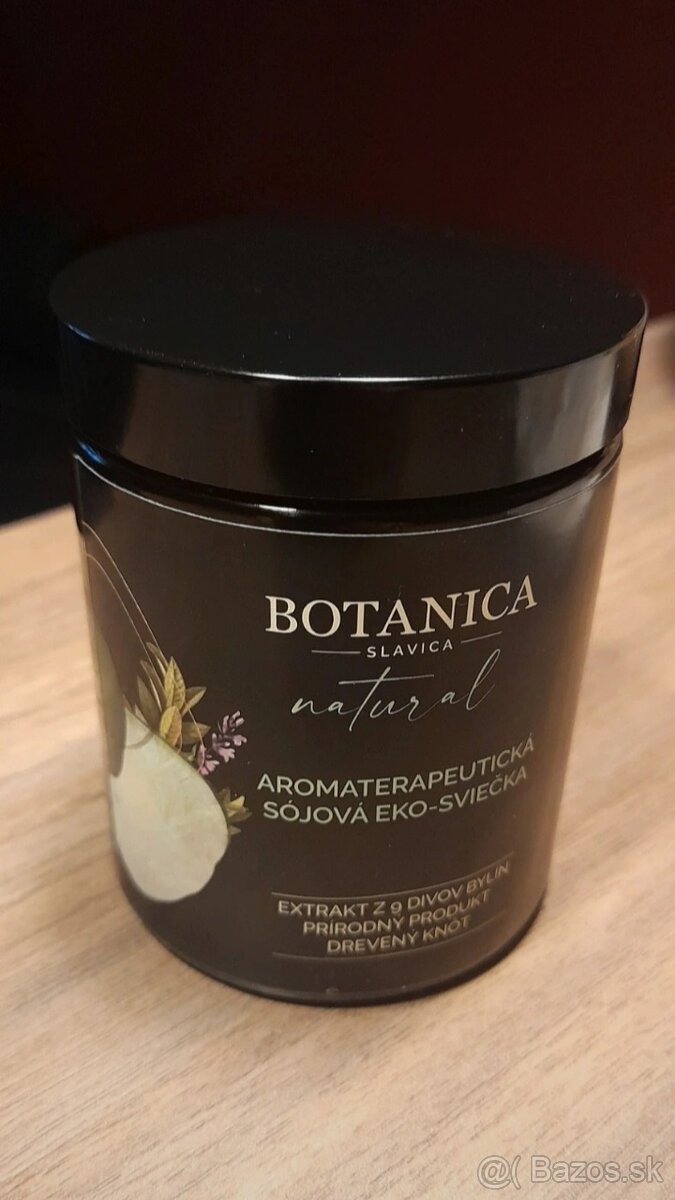 BOTANICA
SLAVICA
natural
AROMATERAPEUTICKÁ
SÓJOVÁ EKO-SVIEČKA
EXTRAKT Z 9 DIVOV BYLÍN
PRÍRODNÝ PRODUKT
DREVENÝ KNÔT
@( Bazos.sk